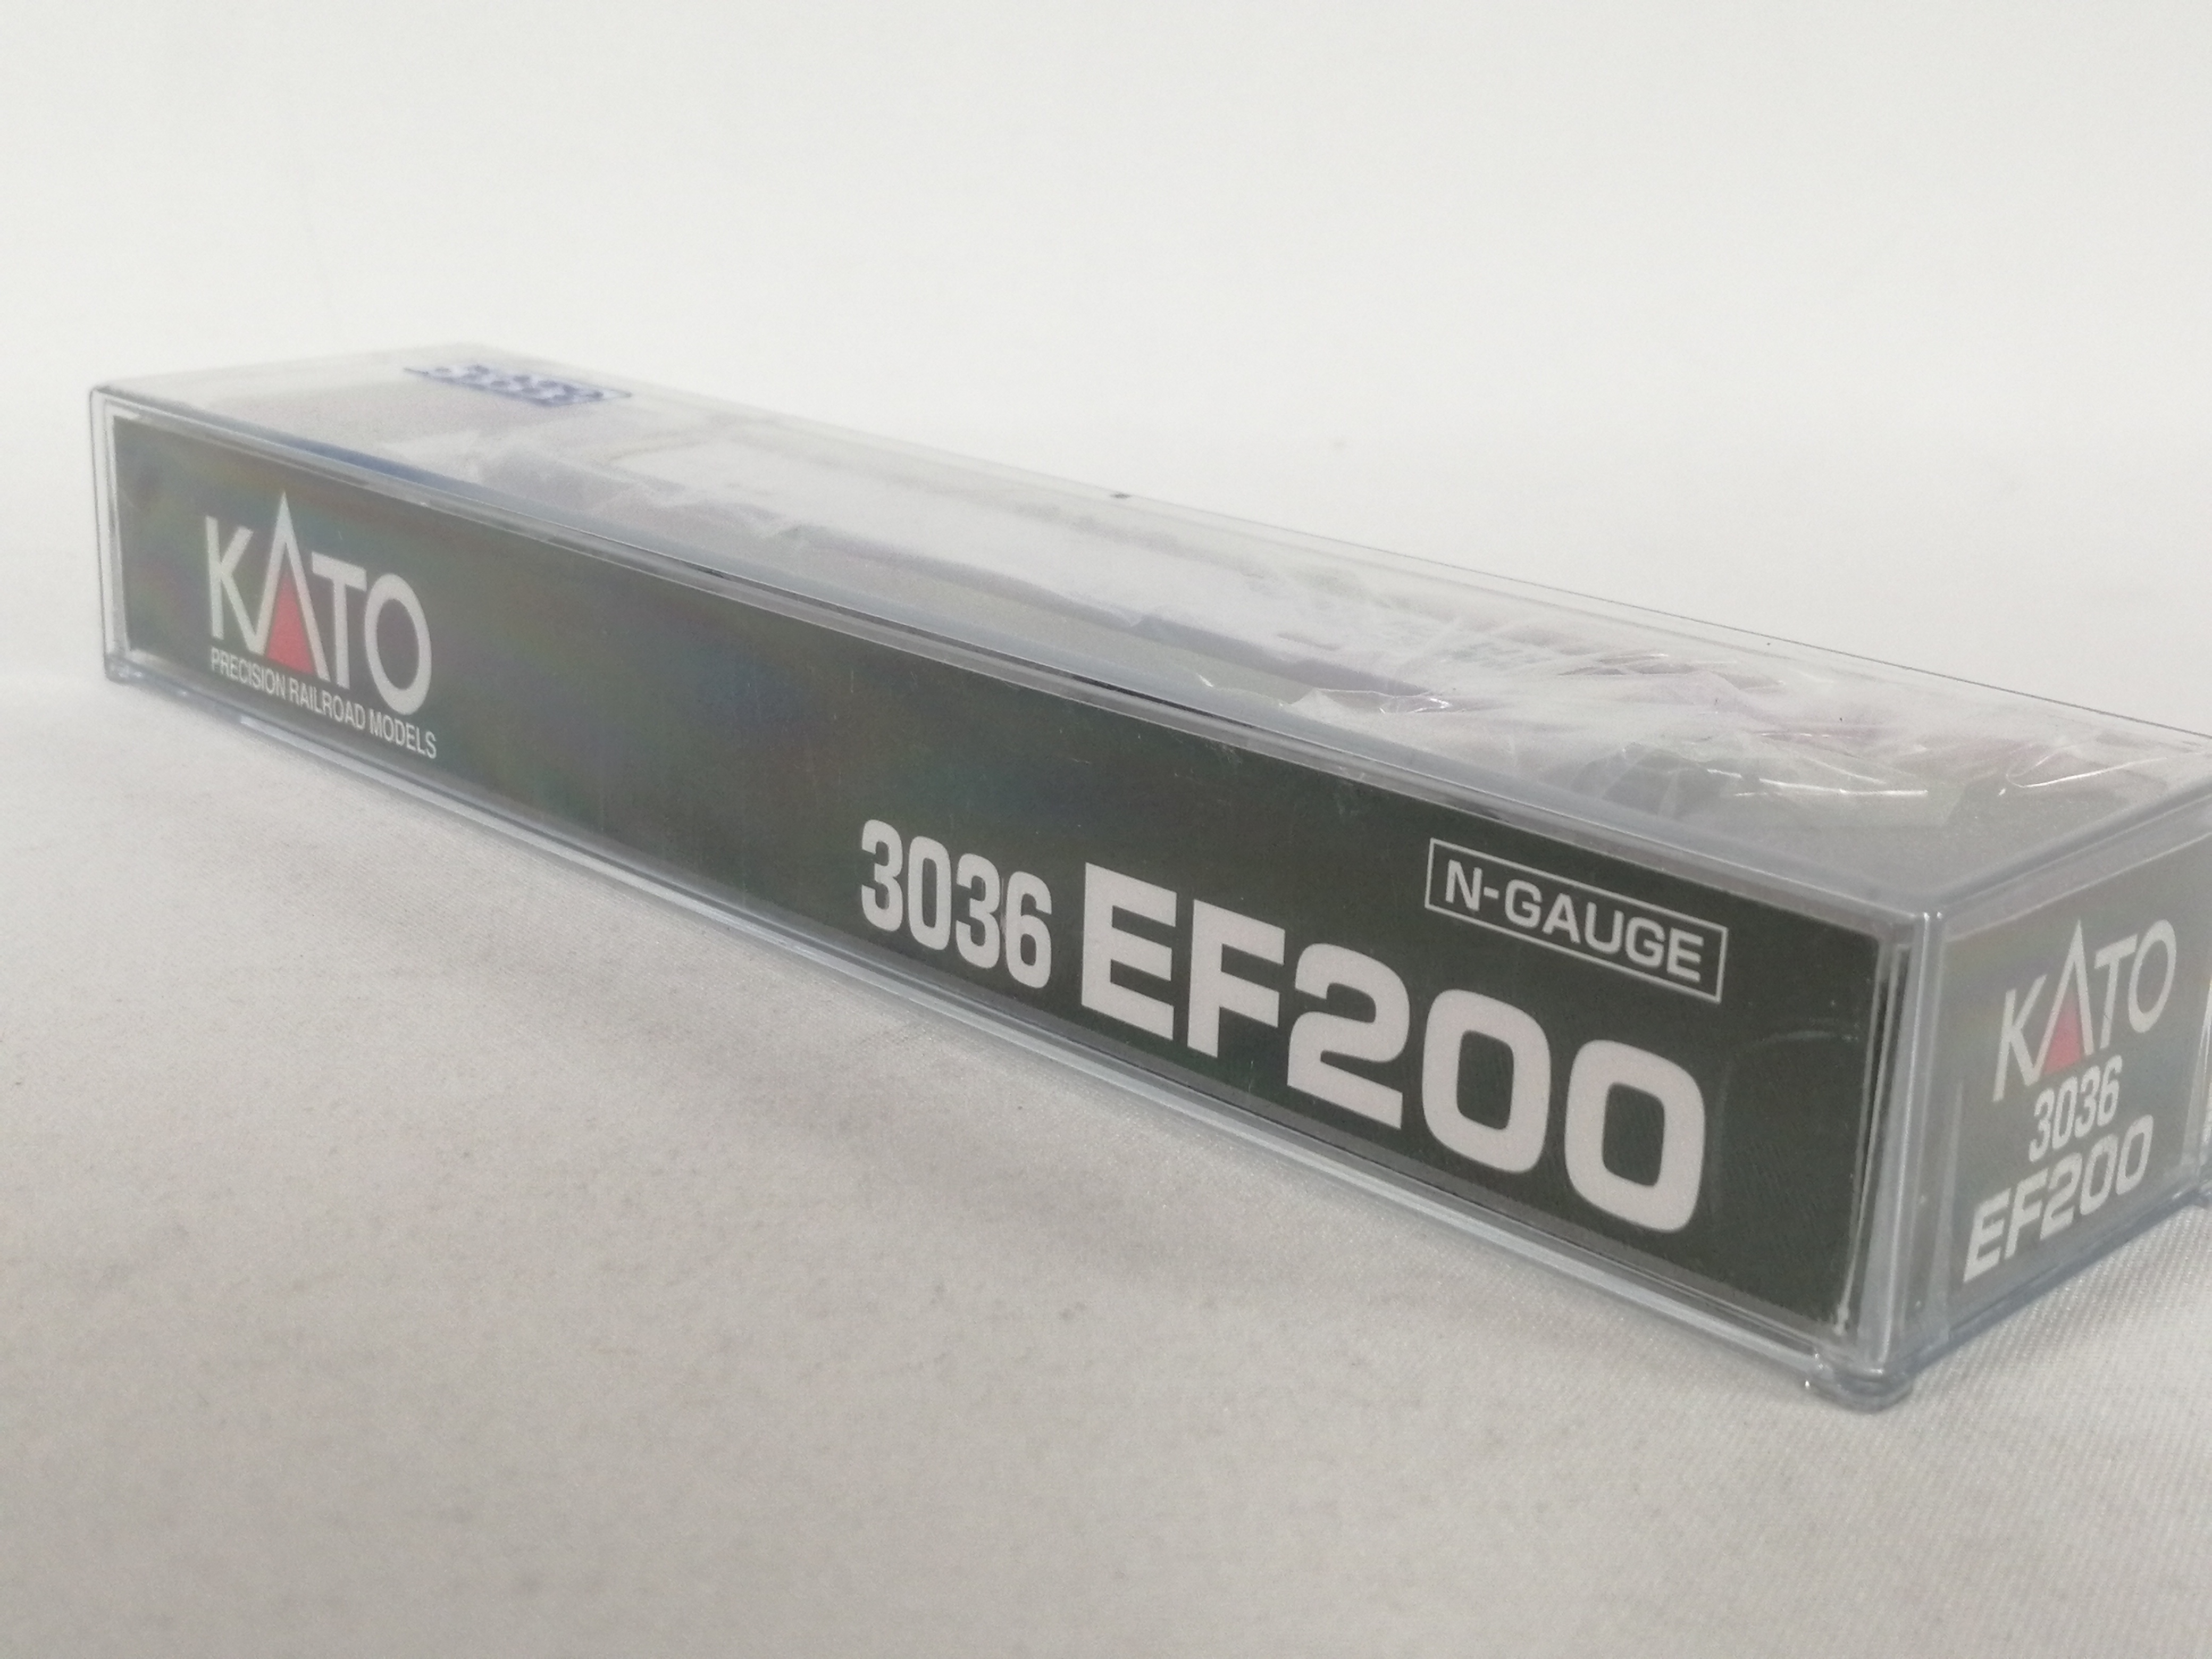 KATO
PRECISION RAILROAD MODELS
N-GAUGE
3036 EF200
KATO
3036
EF200